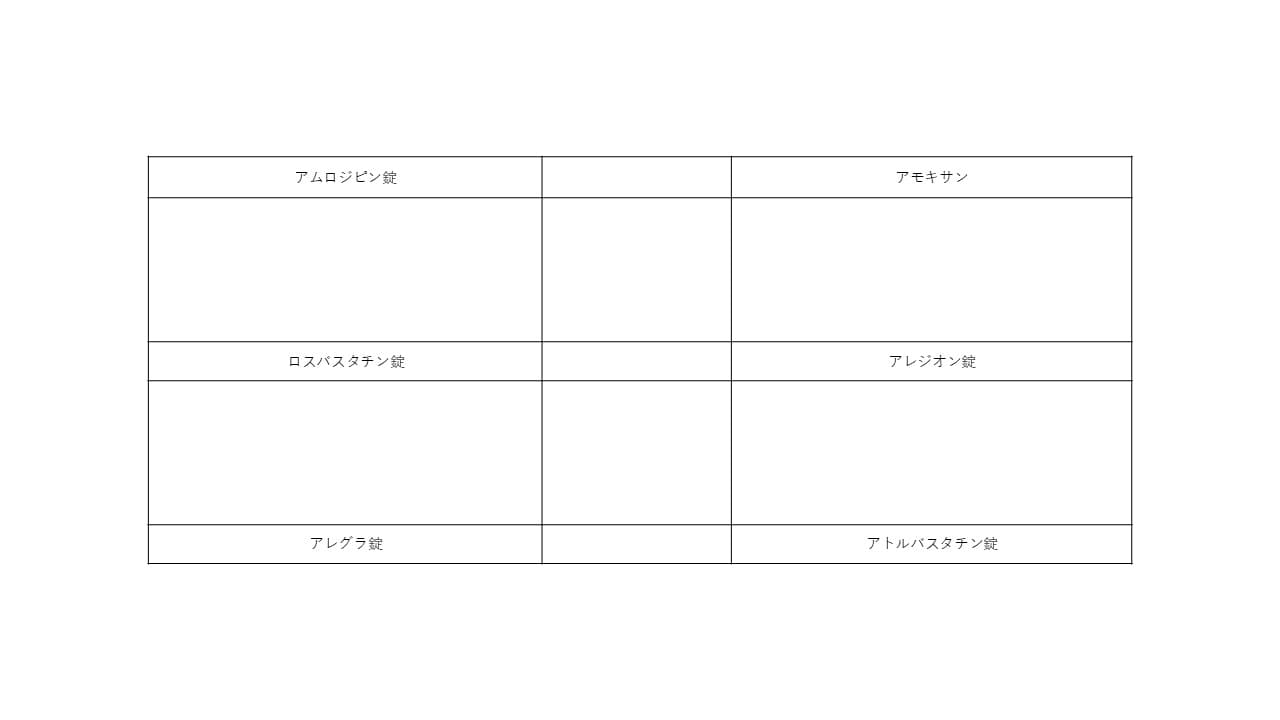 アムロジピン錠
アモキサン
ロスバスタチン錠
アレジオン錠
アレグラ錠
アトルバスタチン錠